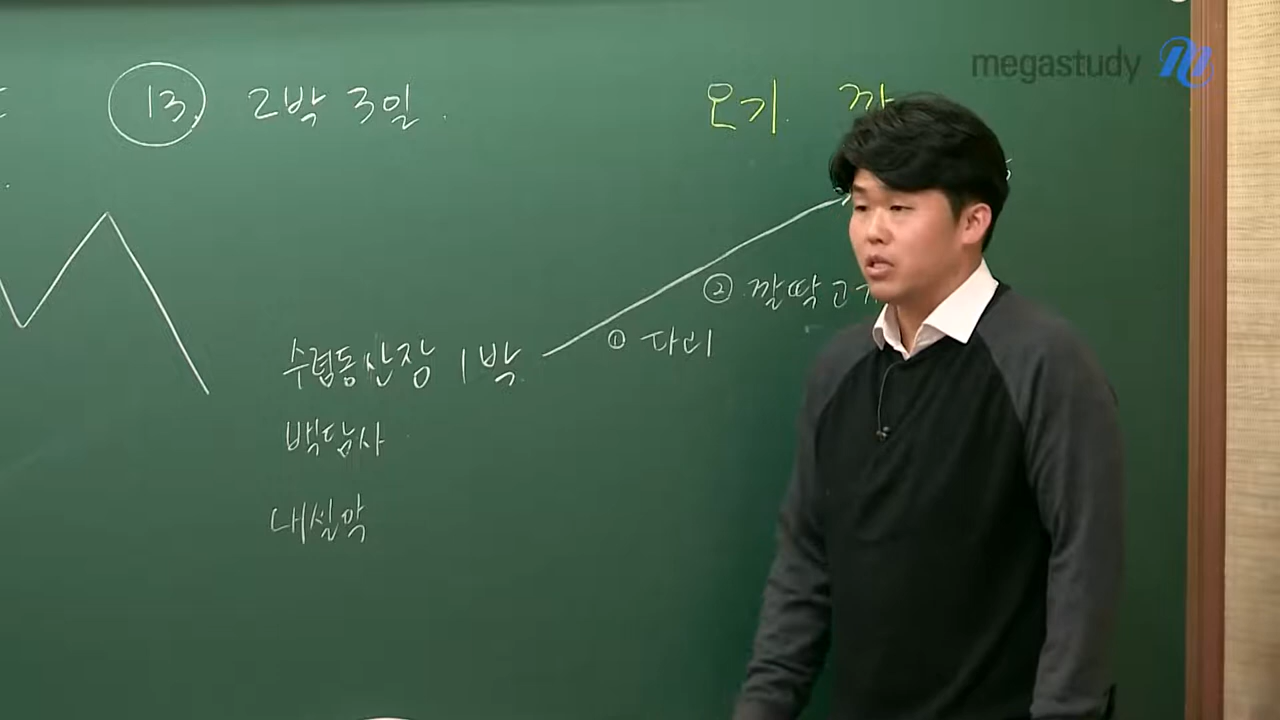 megastudy
13. 2박 3일.
오기.
② 깔딱고
① 다리
수렴동산장 1박.
백담사
내설악